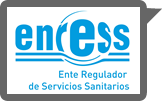 enress
Ente Regulador
de Servicios Sanitarios